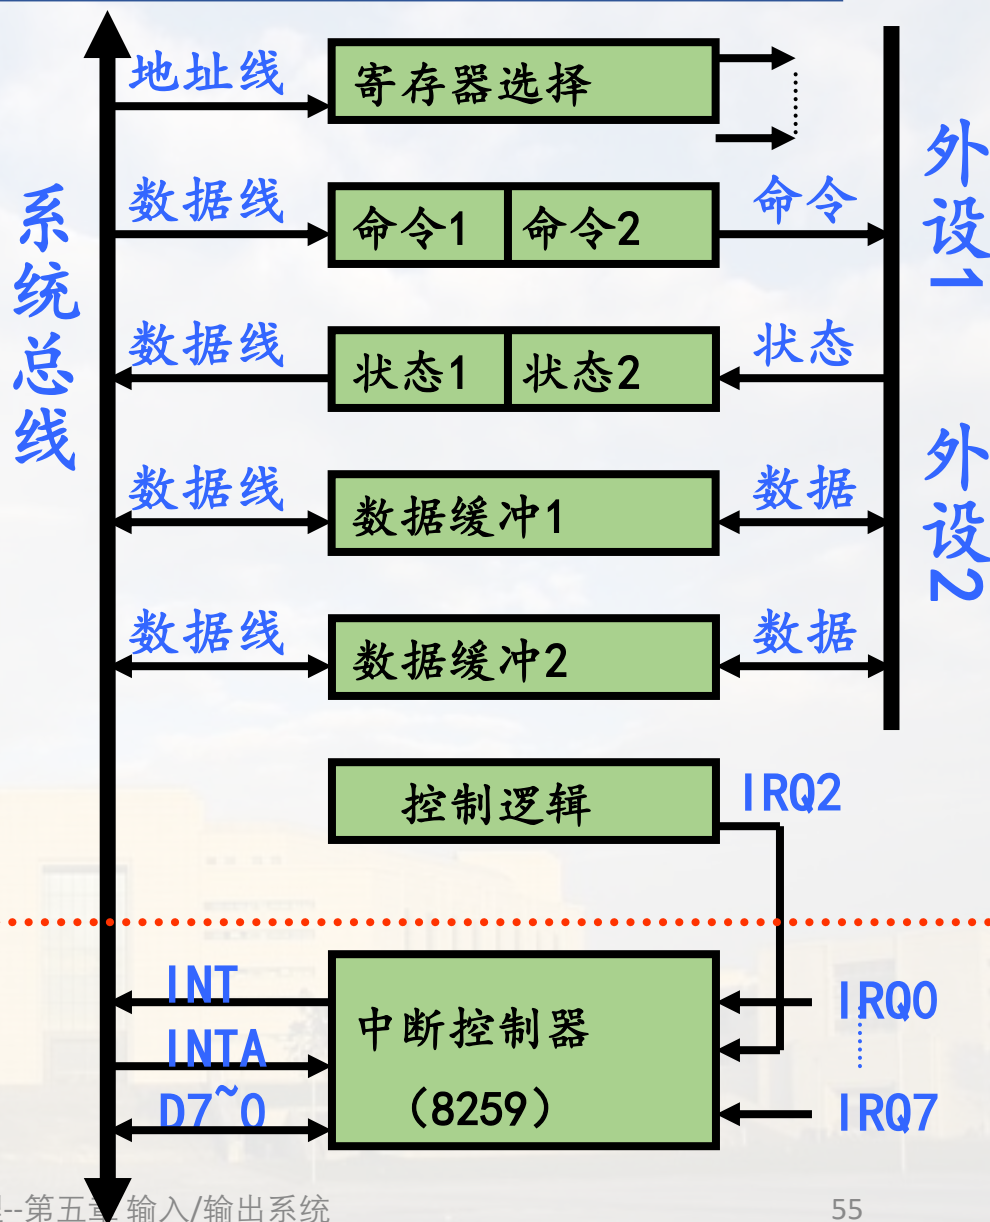 地址线
寄存器选择
数据线
命令1
命令2
命令
外设1
系统总线
数据线
状态1
状态2
状态
数据线
数据缓冲1
数据
外设2
数据线
数据缓冲2
数据
控制逻辑
IRQ2
INT
IRQ0
中断控制器
INTA
(8259)
D7~0
IRQ7
--第五章 输入/输出系统
55